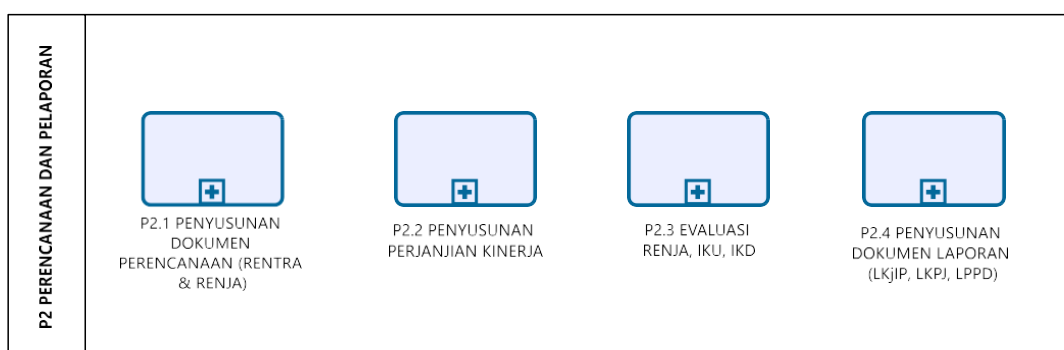 P2 PERENCANAAN DAN PELAPORAN
P2.1 PENYUSUNAN
DOKUMEN
PERENCANAAN (RENTRA
& RENJA)
P2.2 PENYUSUNAN
PERJANJIAN KINERJA
P2.3 EVALUASI
RENJA, IKU, IKD
P2.4 PENYUSUNAN
DOKUMEN LAPORAN
(LKjIP, LKPJ, LPPD)